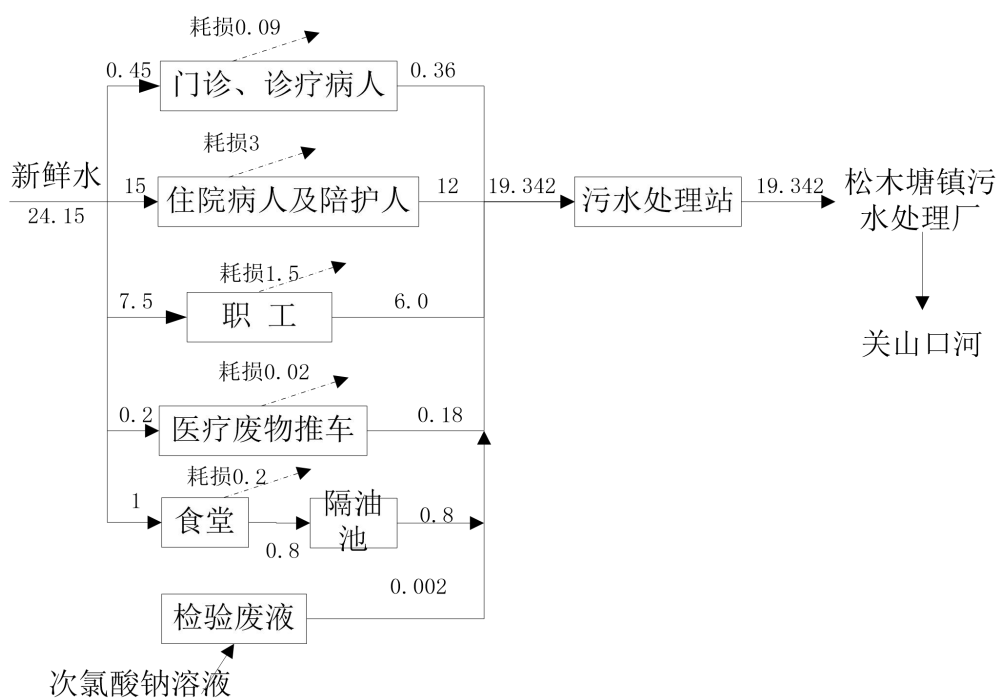 耗损0.09
0.45
门诊、诊疗病人
0.36
耗损3
新鲜水
24.15
15
住院病人及陪护人
12
19.342
污水处理站
19.342
松木塘镇污
水处理厂
耗损1.5
7.5
职 工
6.0
关山口河
耗损0.02
0.2
医疗废物推车
0.18
耗损0.2
1
食堂
0.8
隔油
池
0.8
0.002
检验废液
次氯酸钠溶液